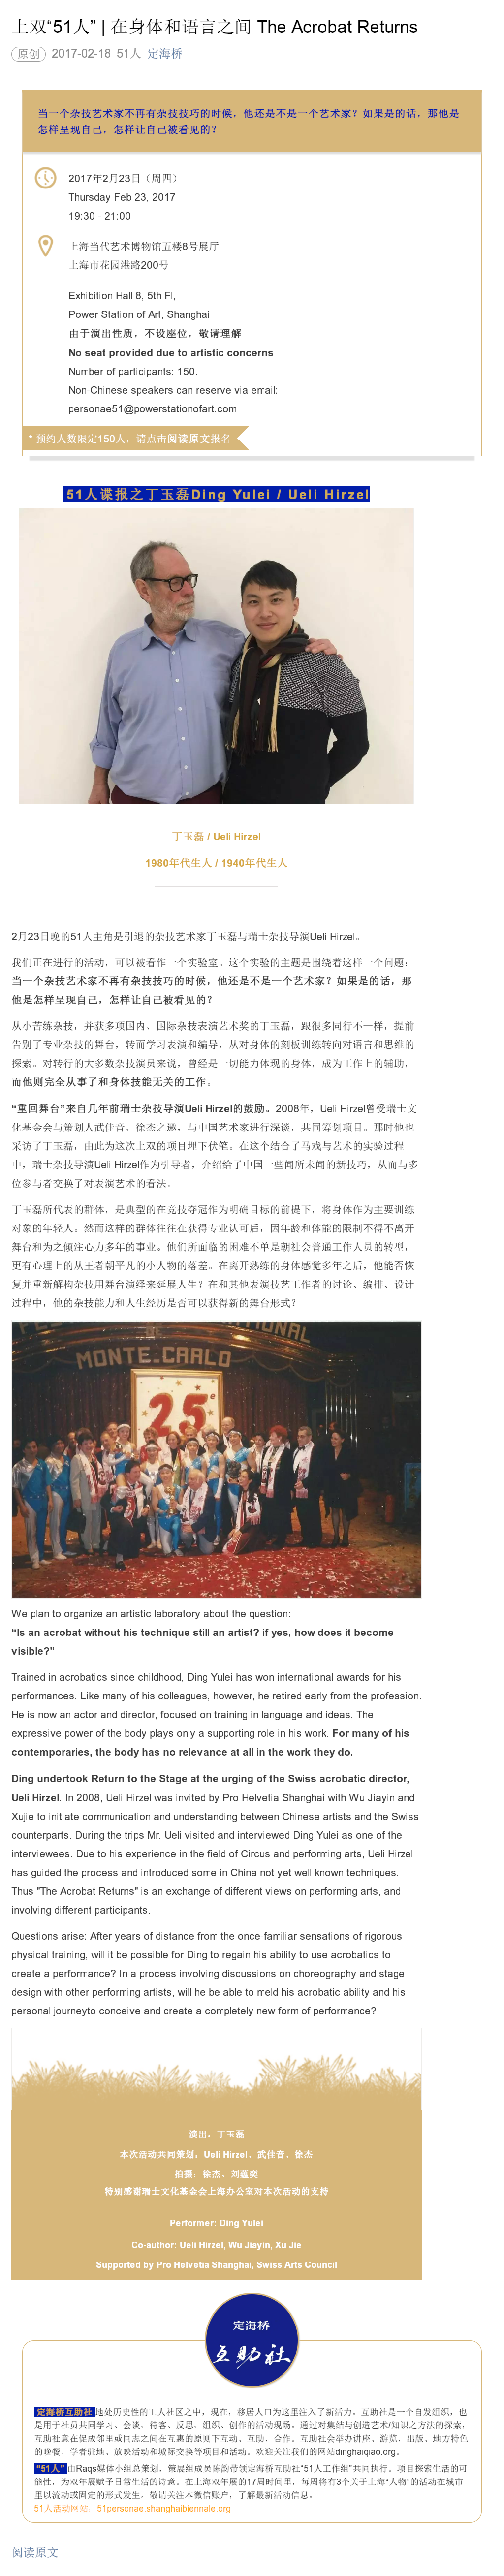 上双“51人” | 在身体和语言之间 The Acrobat Returns
原创 2017-02-18 51人 定海桥
当一个杂技艺术家不再有杂技技巧的时候，他还是不是一个艺术家？如果是的话，那他是
怎样呈现自己，怎样让自己被看见的？
2017年2月23日（周四）
Thursday Feb 23, 2017
19:30 - 21:00
上海当代艺术博物馆五楼8号展厅
上海市花园港路200号
Exhibition Hall 8, 5th Fl,
Power Station of Art, Shanghai
由于演出性质，不设座位，敬请理解
No seat provided due to artistic concerns
Number of participants: 150.
Non-Chinese speakers can reserve via email:
personae51@powerstationofart.com
* 预约人数限定150人，请点击阅读原文报名
51人谍报之丁玉磊Ding Yulei / Ueli Hirzel
丁玉磊 / Ueli Hirzel
1980年代生人 / 1940年代生人
2月23日晚的51人主角是引退的杂技艺术家丁玉磊与瑞士杂技导演Ueli Hirzel。
我们正在进行的活动，可以被看作一个实验室。这个实验的主题是围绕着这样一个问题：
当一个杂技艺术家不再有杂技技巧的时候，他还是不是一个艺术家？如果是的话，那
他是怎样呈现自己，怎样让自己被看见的？
从小苦练杂技，并获多项国内、国际杂技表演艺术奖的丁玉磊，跟很多同行不一样，提前
告别了专业杂技的舞台，转而学习表演和编导，从对身体的刻板训练转向对语言和思维的
探索。对转行的大多数杂技演员来说，曾经是一切能力体现的身体，成为工作上的辅助，
而他则完全从事了和身体技能无关的工作。
“重回舞台”来自几年前瑞士杂技导演Ueli Hirzel的鼓励。2008年，Ueli Hirzel曾受瑞士文
化基金会与策划人武佳音、徐杰之邀，与中国艺术家进行深谈，共同筹划项目。那时他也
采访了丁玉磊，由此为这次上双的项目埋下伏笔。在这个结合了马戏与艺术的实验过程
中，瑞士杂技导演Ueli Hirzel作为引导者，介绍给了中国一些闻所未闻的新技巧，从而与多
位参与者交换了对表演艺术的看法。
丁玉磊所代表的群体，是典型的在竞技夺冠作为明确目标的前提下，将身体作为主要训练
对象的年轻人。然而这样的群体往往在获得专业认可后，因年龄和体能的限制不得不离开
舞台和为之倾注心力多年的事业。他们所面临的困难不单是朝社会普通工作人员的转型，
更有心理上的从王者朝平凡的小人物的落差。在离开熟练的身体感觉多年之后，他能否恢
复并重新解构杂技用舞台演绎来延展人生？在和其他表演技艺工作者的讨论、编排、设计
过程中，他的杂技能力和人生经历是否可以获得新的舞台形式？
MONTE CARLO
25e
We plan to organize an artistic laboratory about the question:
“Is an acrobat without his technique still an artist? if yes, how does it become
visible?”
Trained in acrobatics since childhood, Ding Yulei has won international awards for his
performances. Like many of his colleagues, however, he retired early from the profession.
He is now an actor and director, focused on training in language and ideas. The
expressive power of the body plays only a supporting role in his work. For many of his
contemporaries, the body has no relevance at all in the work they do.
Ding undertook Return to the Stage at the urging of the Swiss acrobatic director,
Ueli Hirzel. In 2008, Ueli Hirzel was invited by Pro Helvetia Shanghai with Wu Jiayin and
Xujie to initiate communication and understanding between Chinese artists and the Swiss
counterparts. During the trips Mr. Ueli visited and interviewed Ding Yulei as one of the
interviewees. Due to his experience in the field of Circus and performing arts, Ueli Hirzel
has guided the process and introduced some in China not yet well known techniques.
Thus "The Acrobat Returns" is an exchange of different views on performing arts, and
involving different participants.
Questions arise: After years of distance from the once-familiar sensations of rigorous
physical training, will it be possible for Ding to regain his ability to use acrobatics to
create a performance? In a process involving discussions on choreography and stage
design with other performing artists, will he be able to meld his acrobatic ability and his
personal journeyto conceive and create a completely new form of performance?
演出：丁玉磊
本次活动共同策划：Ueli Hirzel、武佳音、徐杰
拍摄：徐杰、刘蕴奕
特别感谢瑞士文化基金会上海办公室对本次活动的支持
Performer: Ding Yulei
Co-author: Ueli Hirzel, Wu Jiayin, Xu Jie
Supported by Pro Helvetia Shanghai, Swiss Arts Council
定海桥
互助社
定海桥互助社地处历史性的工人社区之中，现在，移居人口为这里注入了新活力。互助社是一个自发组织，也
是用于社员共同学习、会谈、待客、反思、组织、创作的活动现场。通过对集结与创造艺术/知识之方法的探索，
互助社意在促成邻里或同志之间在互惠的原则下互动、互助、合作。互助社会举办讲座、游览、出版、地方特色
的晚餐、学者驻地、放映活动和城际交换等项目和活动。欢迎关注我们的网站dinghaiqiao.org。
“51人”由Raqs媒体小组总策划，策展组成员陈韵带领定海桥互助社“51人工作组”共同执行。项目探索生活的可
能性，为双年展赋予日常生活的诗意。在上海双年展的17周时间里，每周将有3个关于上海“人物”的活动在城市
里以流动或固定的形式发生。敬请关注本微信账户，了解最新活动信息。
51人活动网站：51personae.shanghaibiennale.org
阅读原文